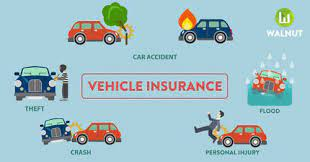 WALNUT
CAR ACCIDENT
VEHICLE INSURANCE
THEFT
FLOOD
CRASH
PERSONAL INJURY